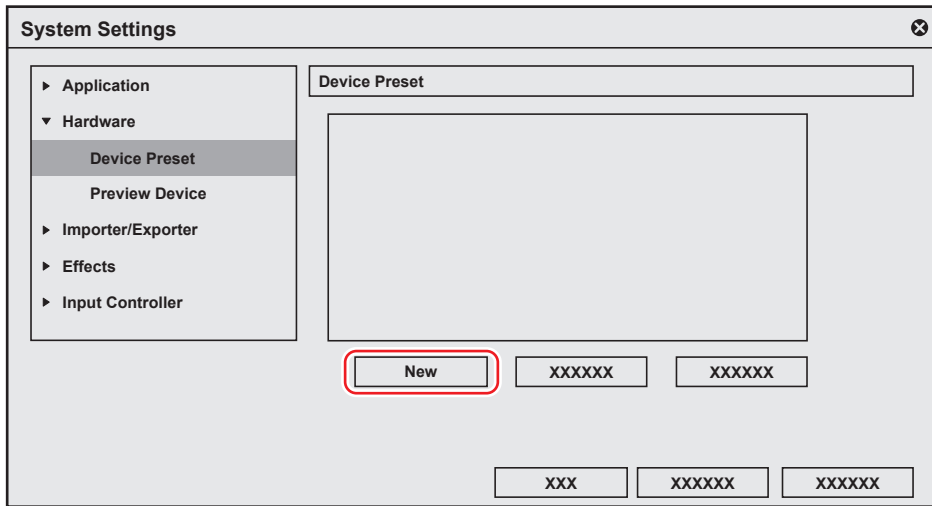 System Settings
Application
Device Preset
Hardware
Device Preset
Preview Device
Importer/Exporter
Effects
Input Controller
New XXXXXX XXXXXX
XXX XXXXXX XXXXXX